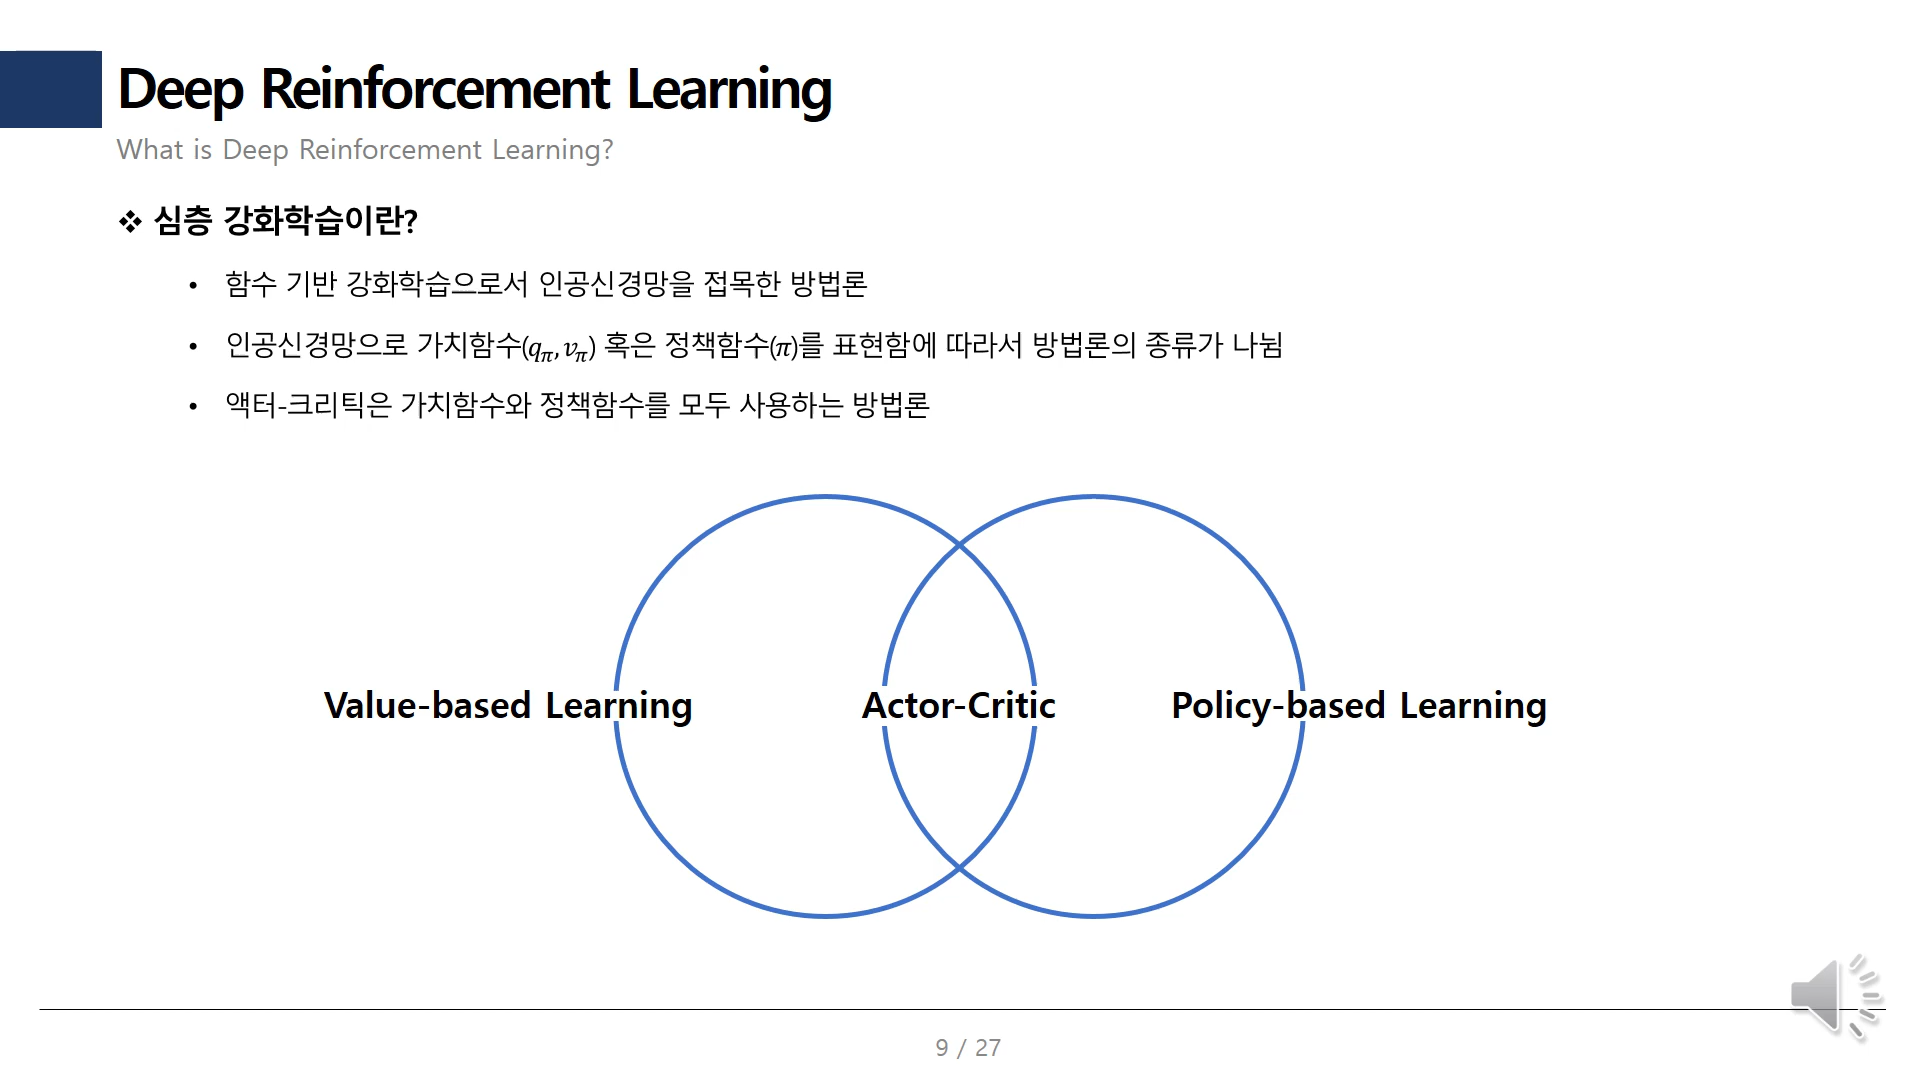 Deep Reinforcement Learning
What is Deep Reinforcement Learning?
❖ 심층 강화학습이란?
• 함수 기반 강화학습으로서 인공신경망을 접목한 방법론
• 인공신경망으로 가치함수(𝑞𝜋, 𝑣𝜋) 혹은 정책함수(𝜋)를 표현함에 따라서 방법론의 종류가 나뉨
• 액터-크리틱은 가치함수와 정책함수를 모두 사용하는 방법론
Value-based Learning
Actor-Critic
Policy-based Learning
9 / 27